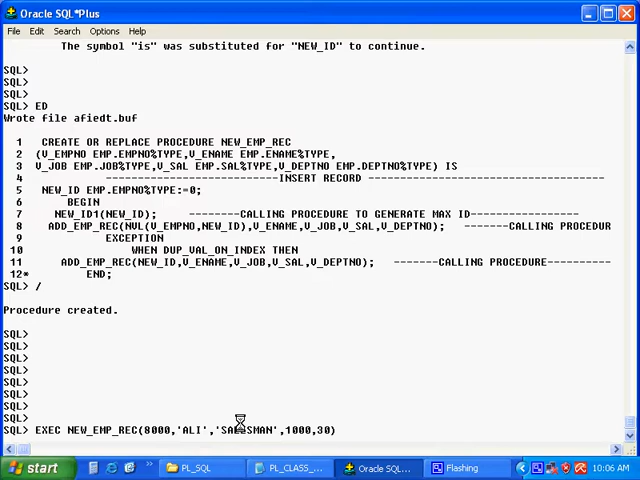 Oracle SQL*Plus
File Edit Search Options Help
The symbol "is" was substituted for "NEW_ID" to continue.
SQL>
SQL>
SQL>
SQL> ED
Wrote file afiedt.buf
1 CREATE OR REPLACE PROCEDURE NEW_EMP_REC
2 (V_EMPNO EMP.EMPNO%TYPE,V_ENAME EMP.ENAME%TYPE,
3 V_JOB EMP.JOB%TYPE,V_SAL EMP.SAL%TYPE,V_DEPTNO EMP.DEPTNO%TYPE) IS
4 --------------------------INSERT RECORD ------------------------------------
5 NEW_ID EMP.EMPNO%TYPE:=0;
6 BEGIN
7 NEW_ID1(NEW_ID); --------CALLING PROCEDURE TO GENERATE MAX ID-----------------
8 ADD_EMP_REC(NVL(V_EMPNO,NEW_ID),V_ENAME,V_JOB,V_SAL,V_DEPTNO); -------CALLING PROCEDUR
9 EXCEPTION
10 WHEN DUP_VAL_ON_INDEX THEN
11 ADD_EMP_REC(NEW_ID,V_ENAME,V_JOB,V_SAL,V_DEPTNO); -------CALLING PROCEDURE----------
12* END;
SQL> /
Procedure created.
SQL>
SQL>
SQL>
SQL>
SQL>
SQL>
SQL>
SQL>
SQL> EXEC NEW_EMP_REC(8000,'ALI','SALESMAN',1000,30)
start PL_SQL PL_CLASS_... Oracle SQL... Flashing 10:06 AM